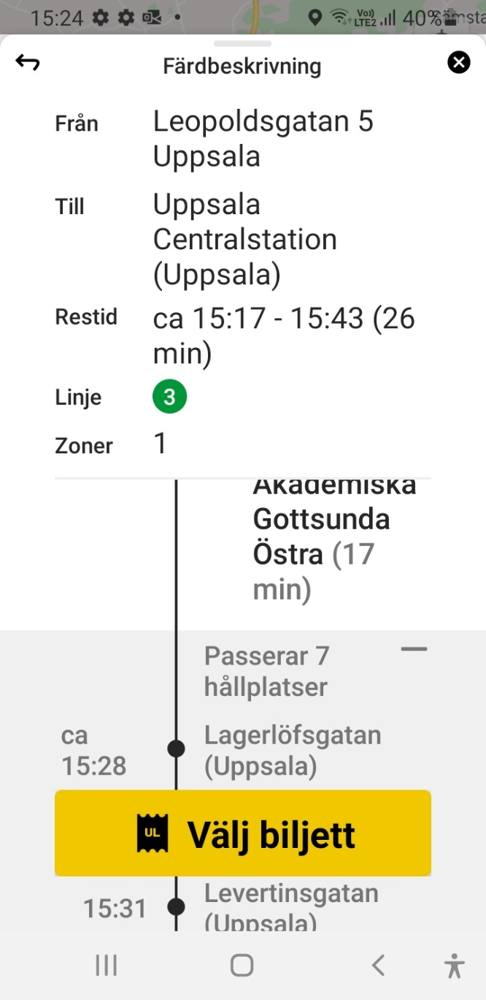 15:24
Vo))
LTE2
40%
Färdbeskrivning
Från
Leopoldsgatan 5
Uppsala
Till
Uppsala
Centralstation
(Uppsala)
Restid
ca 15:17 - 15:43 (26
min)
Linje
3
Zoner
1
Akademiska
Gottsunda
Östra (17
min)
Passerar 7
hållplatser
ca
15:28
Lagerlöfsgatan
(Uppsala)
UL
Välj biljett
15:31
Levertinsgatan
(Uppsala)